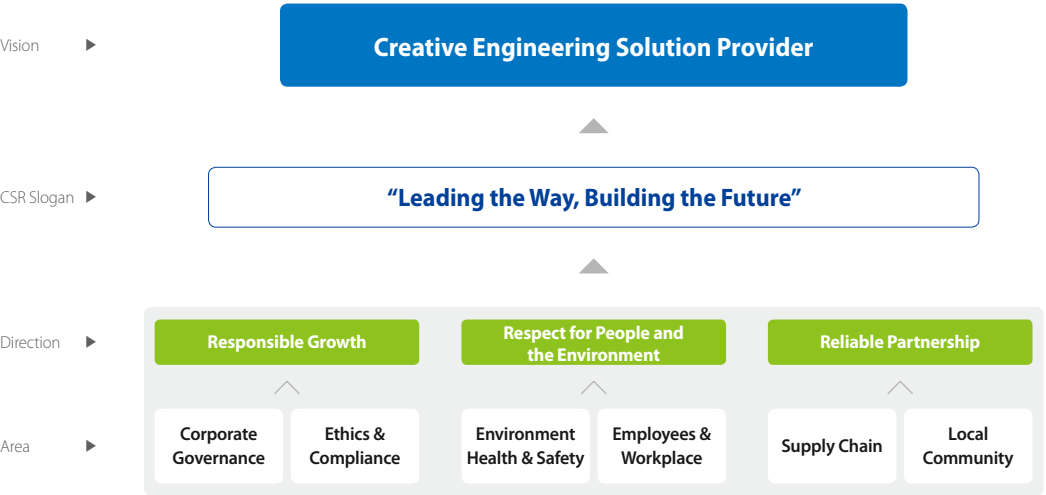 Vision
Creative Engineering Solution Provider
CSR Slogan
“Leading the Way, Building the Future”
Direction
Responsible Growth
Respect for People and
the Environment
Reliable Partnership
Area
Corporate
Governance
Ethics &
Compliance
Environment
Health & Safety
Employees &
Workplace
Supply Chain
Local
Community